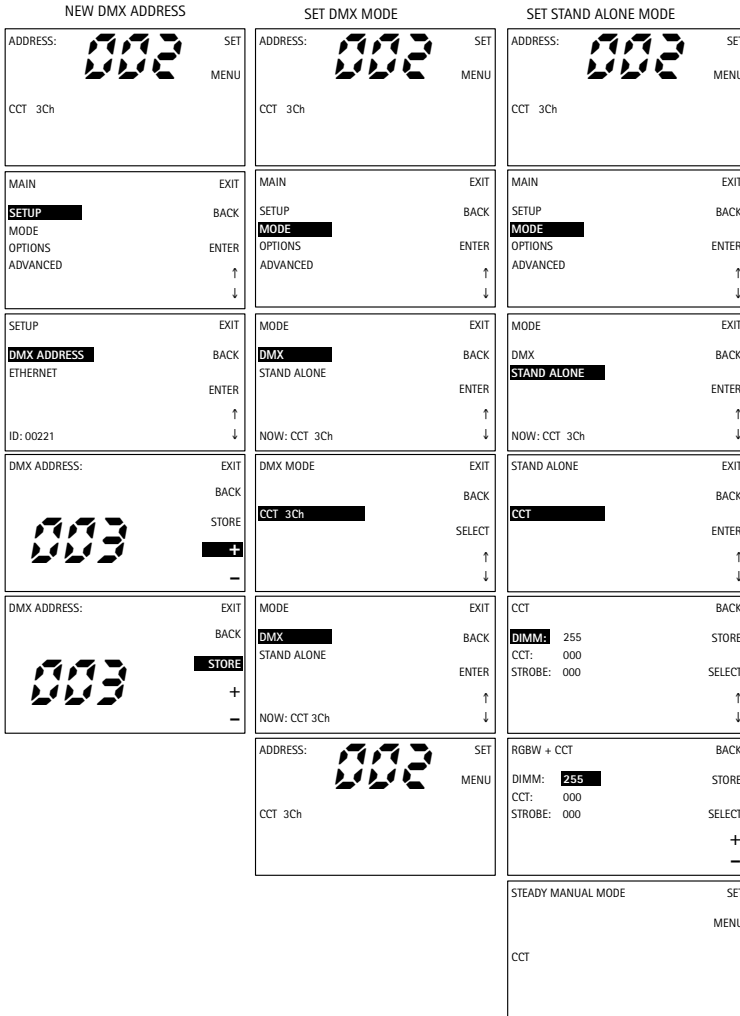 NEW DMX ADDRESS
ADDRESS: 002 SET
MENU
CCT 3Ch
MAIN EXIT
SETUP BACK
MODE
OPTIONS ENTER
ADVANCED ↑
↓
SETUP EXIT
DMX ADDRESS BACK
ETHERNET
ENTER
↑
ID: 00221 ↓
DMX ADDRESS: EXIT
BACK
003 STORE
+
–
DMX ADDRESS: EXIT
BACK
003 STORE
+
–
SET DMX MODE
ADDRESS: 002 SET
MENU
CCT 3Ch
MAIN EXIT
SETUP BACK
MODE
OPTIONS ENTER
ADVANCED ↑
↓
MODE EXIT
DMX BACK
STAND ALONE
ENTER
↑
NOW: CCT 3Ch ↓
DMX MODE EXIT
BACK
CCT 3Ch
SELECT
↑
↓
MODE EXIT
DMX BACK
STAND ALONE
ENTER
↑
NOW: CCT 3Ch ↓
ADDRESS: 002 SET
MENU
CCT 3Ch
SET STAND ALONE MODE
ADDRESS: 002 SET
MENU
CCT 3Ch
MAIN EXIT
SETUP BACK
MODE
OPTIONS ENTER
ADVANCED ↑
↓
MODE EXIT
DMX BACK
STAND ALONE
ENTER
↑
NOW: CCT 3Ch ↓
STAND ALONE EXIT
BACK
CCT
ENTER
↑
↓
CCT BACK
DIMM: 255 STORE
CCT: 000
STROBE: 000 SELECT
↑
↓
RGBW + CCT BACK
DIMM: 255 STORE
CCT: 000
STROBE: 000 SELECT
+
–
STEADY MANUAL MODE SET
MENU
CCT